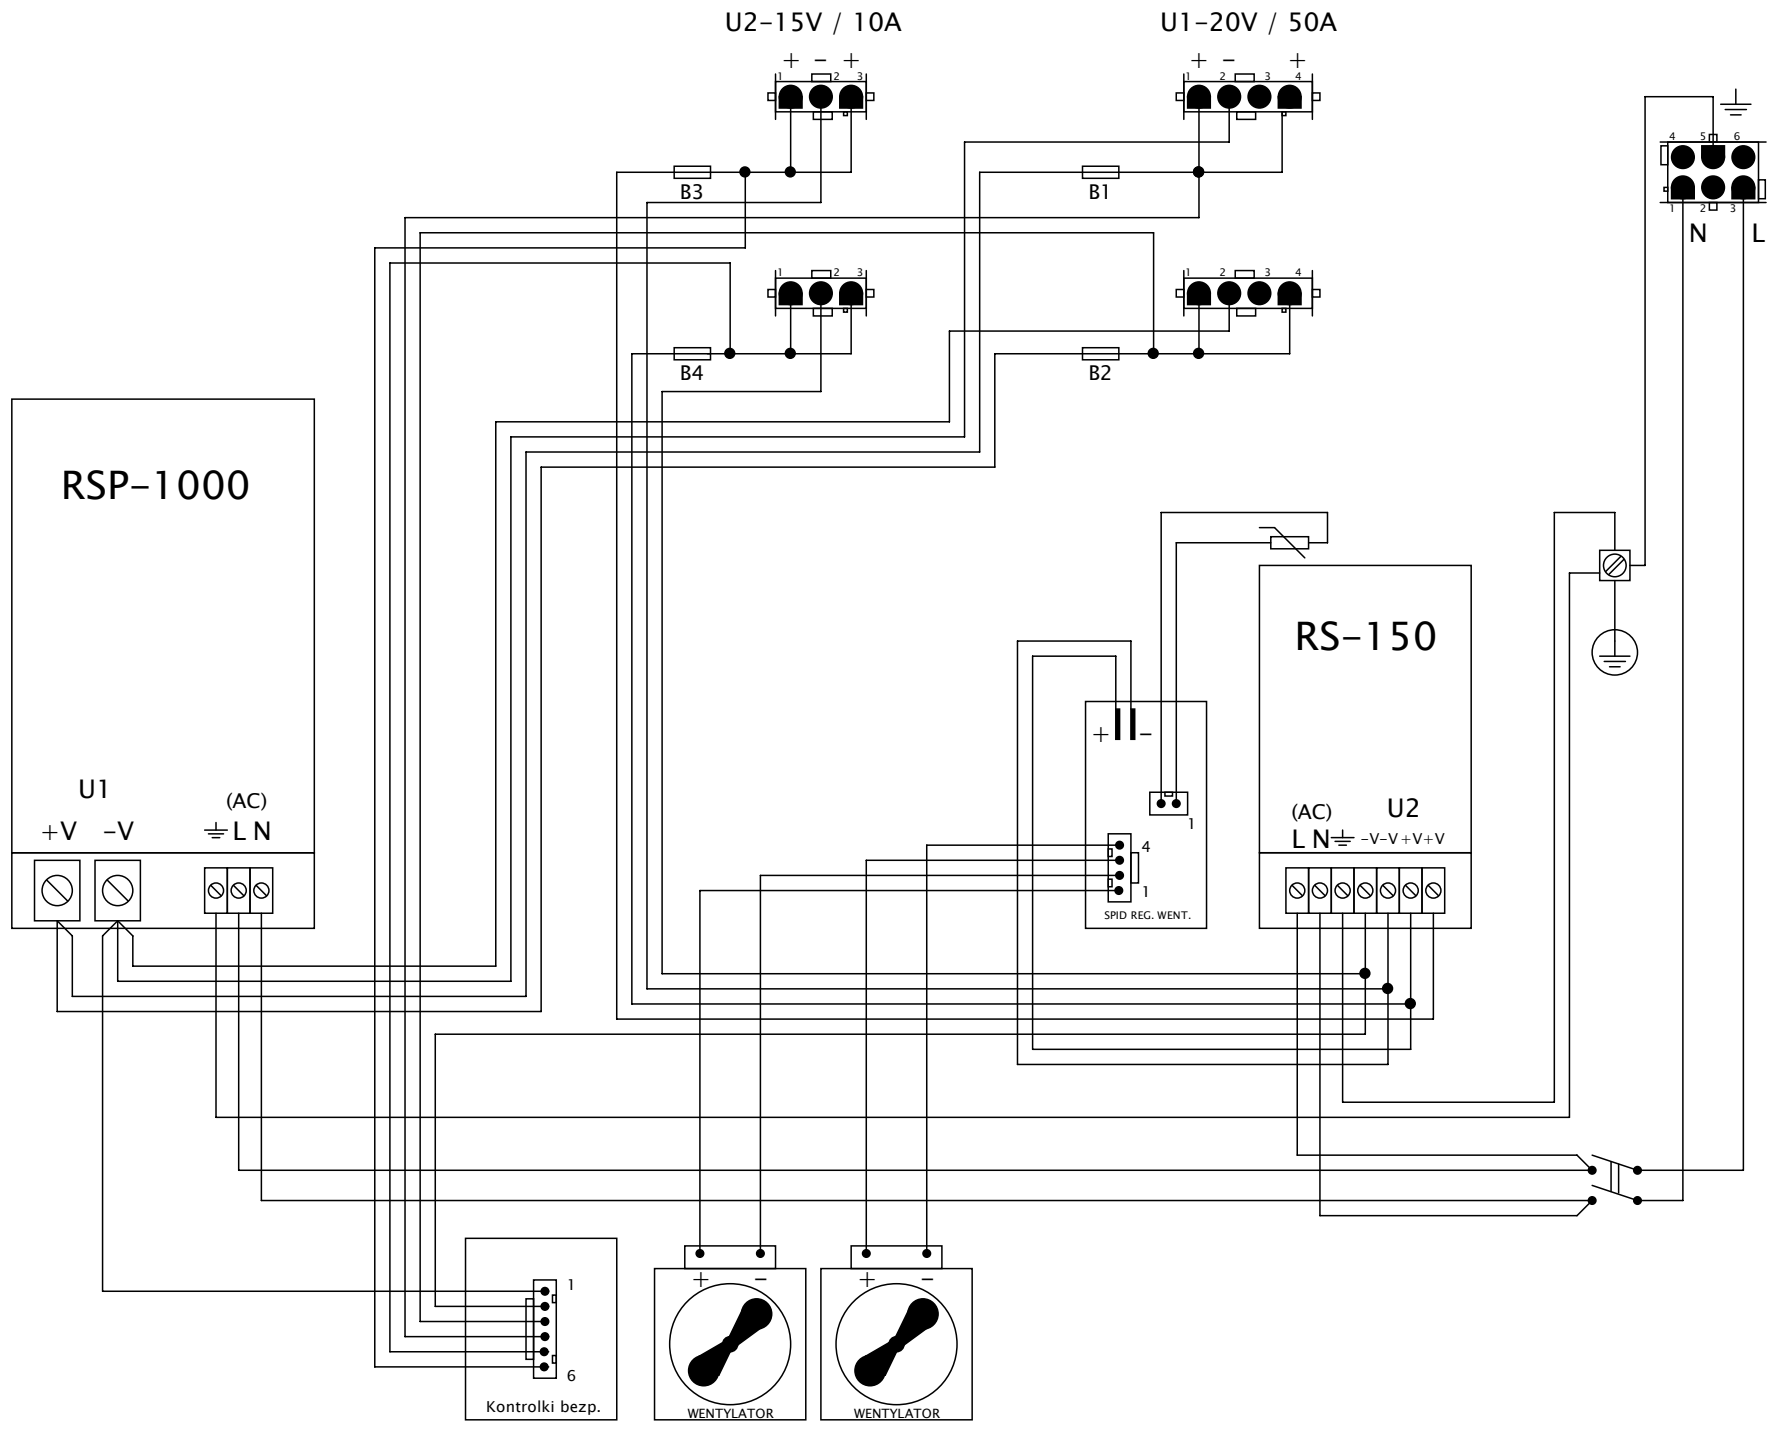 U2-15V / 10A
U1-20V / 50A
+ - +
+ - +
1 2 3
1 2 3 4
4 5 6
B3
B1
1 2 3
N L
1 2 3
1 2 3 4
B4
B2
RSP-1000
RS-150
+ -
U1
(AC)
+V -V
L N
1
(AC)
U2
L N
-V-V+V+V
4
1
SPID REG. WENT.
1
6
Kontrolki bezp.
+ -
WENTYLATOR
+ -
WENTYLATOR